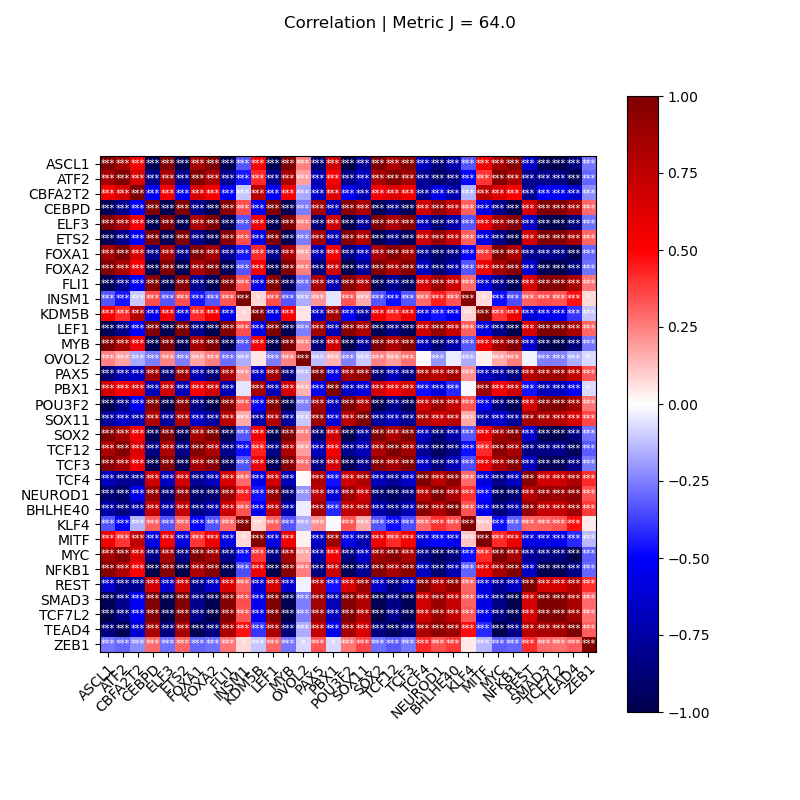 Correlation | Metric J = 64.0
ASCL1
ATF2
CBFA2T2
CEBPD
ELF3
ETS2
FOXA1
FOXA2
FLI1
INSM1
KDM5B
LEF1
MYB
OVOL2
PAX5
PBX1
POU3F2
SOX11
SOX2
TCF12
TCF3
TCF4
NEUROD1
BHLHE40
KLF4
MITF
MYC
NFKB1
REST
SMAD3
TCF7L2
TEAD4
ZEB1
ASCL1
ATF2
CBFA2T2
CEBPD
ELF3
ETS2
FOXA1
FOXA2
FLI1
INSM1
KDM5B
LEF1
MYB
OVOL2
PAX5
PBX1
POU3F2
SOX11
SOX2
TCF12
TCF3
TCF4
NEUROD1
BHLHE40
KLF4
MITF
MYC
NFKB1
REST
SMAD3
TCF7L2
TEAD4
ZEB1
1.00
0.75
0.50
0.25
0.00
−0.25
−0.50
−0.75
−1.00